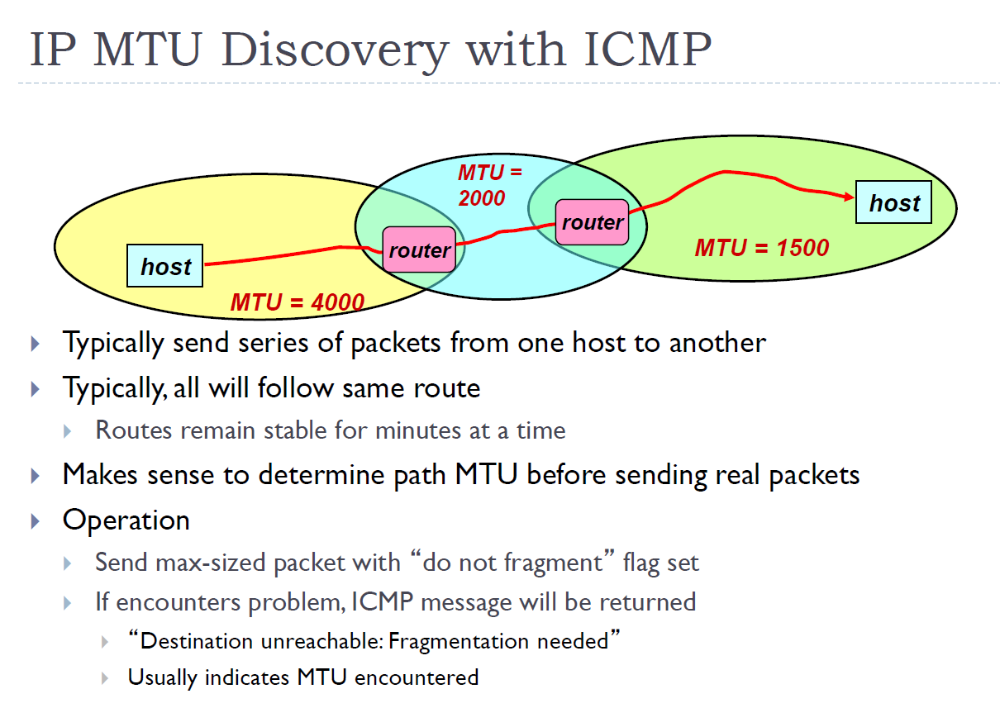 IP MTU Discovery with ICMP
MTU =
2000
router
host
router
host
MTU = 1500
MTU = 4000
Typically send series of packets from one host to another
Typically, all will follow same route
Routes remain stable for minutes at a time
Makes sense to determine path MTU before sending real packets
Operation
Send max-sized packet with “do not fragment” flag set
If encounters problem, ICMP message will be returned
“Destination unreachable: Fragmentation needed”
Usually indicates MTU encountered